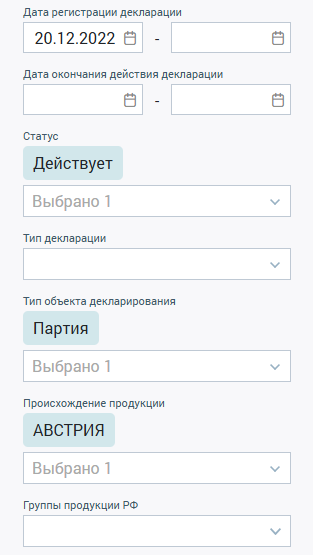 Дата регистрации декларации
20.12.2022 -
Дата окончания действия декларации
-
Статус
Действует
Выбрано 1
Тип декларации
Тип объекта декларирования
Партия
Выбрано 1
Происхождение продукции
АВСТРИЯ
Выбрано 1
Группы продукции РФ